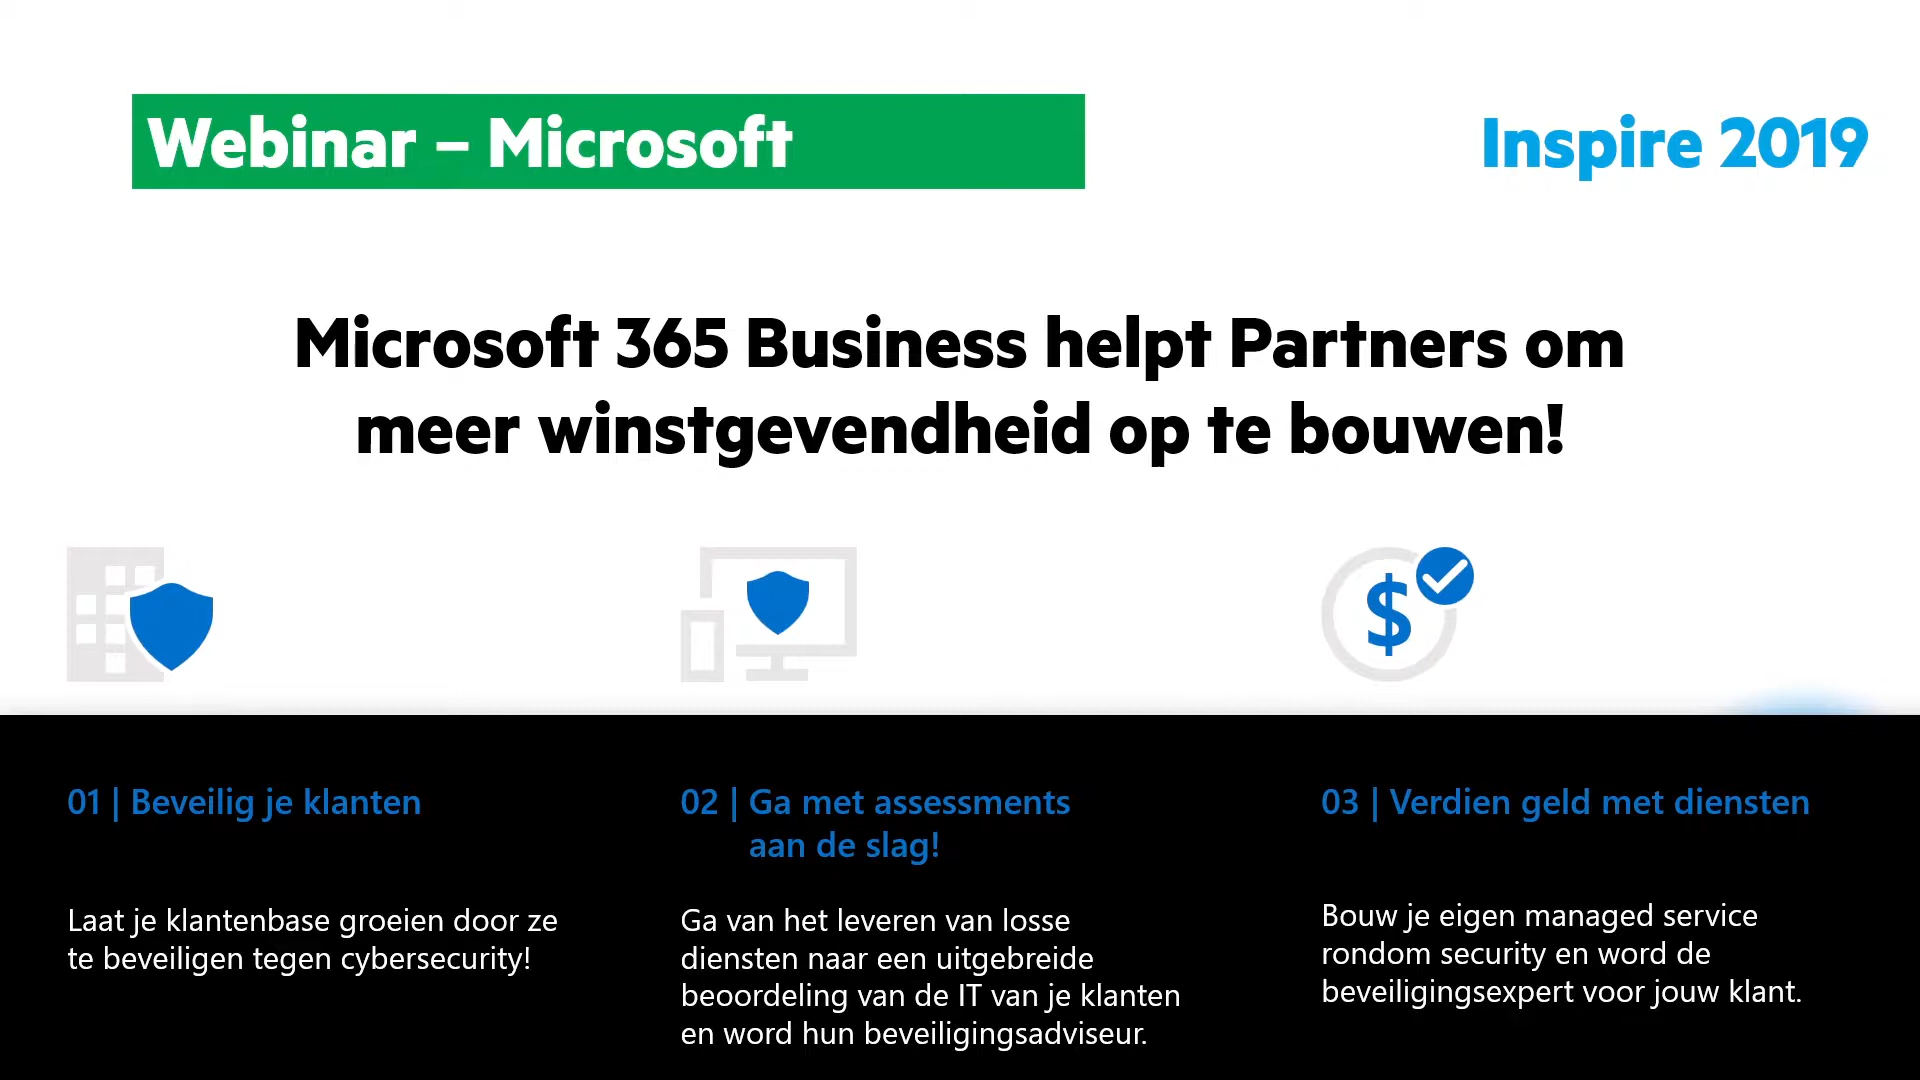 Webinar – Microsoft
Inspire 2019
Microsoft 365 Business helpt Partners om
meer winstgevendheid op te bouwen!
$
01 | Beveilig je klanten
Laat je klantenbase groeien door ze
te beveiligen tegen cybersecurity!
02 | Ga met assessments
aan de slag!
Ga van het leveren van losse
diensten naar een uitgebreide
beoordeling van de IT van je klanten
en word hun beveiligingsadviseur.
03 | Verdien geld met diensten
Bouw je eigen managed service
rondom security en word de
beveiligingsexpert voor jouw klant.